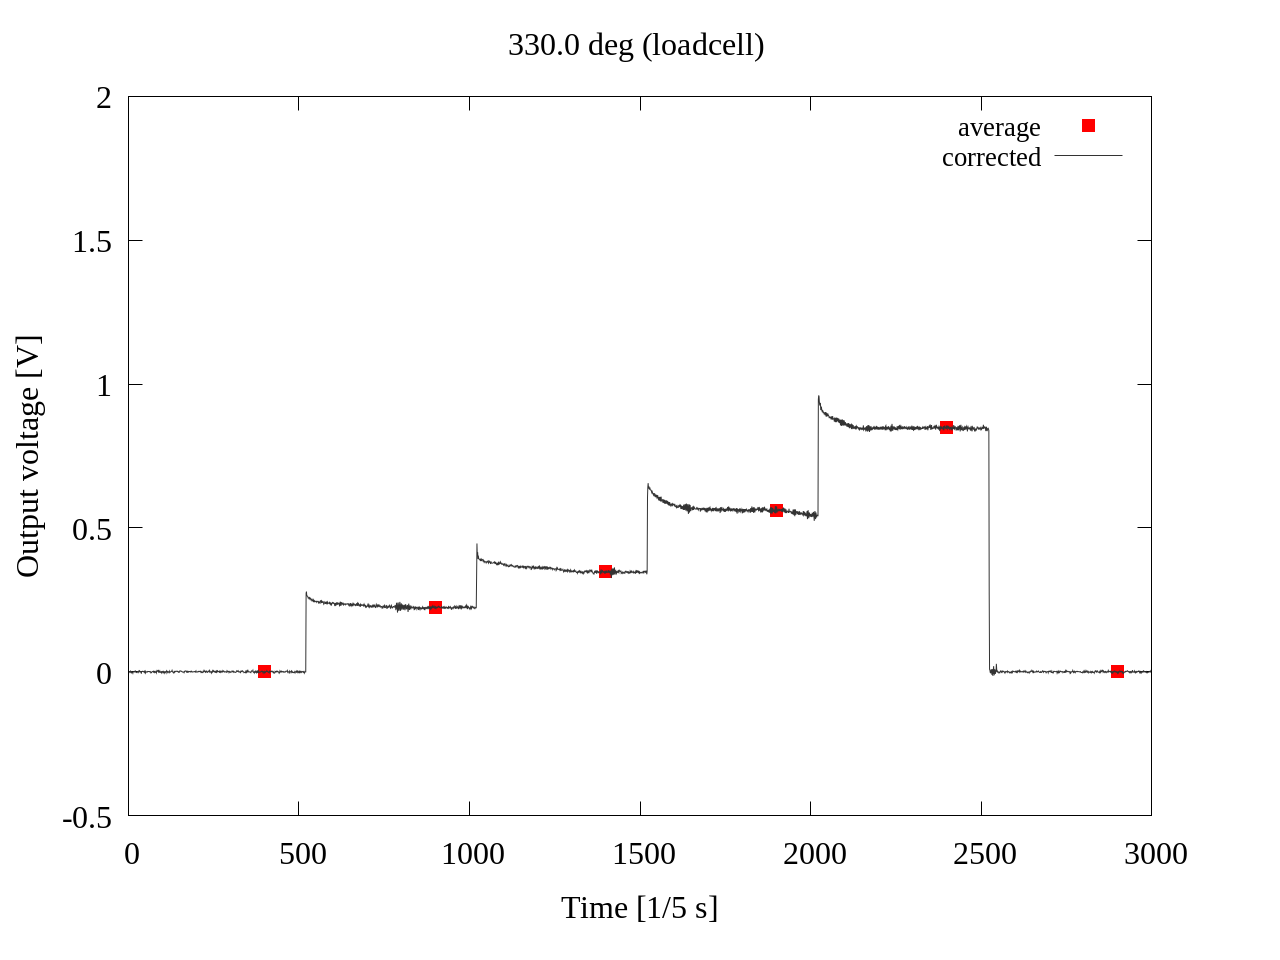 330.0 deg (loadcell)
average
corrected
2
1.5
1
0.5
0
-0.5
Output voltage [V]
0 500 1000 1500 2000 2500 3000
Time [1/5 s]